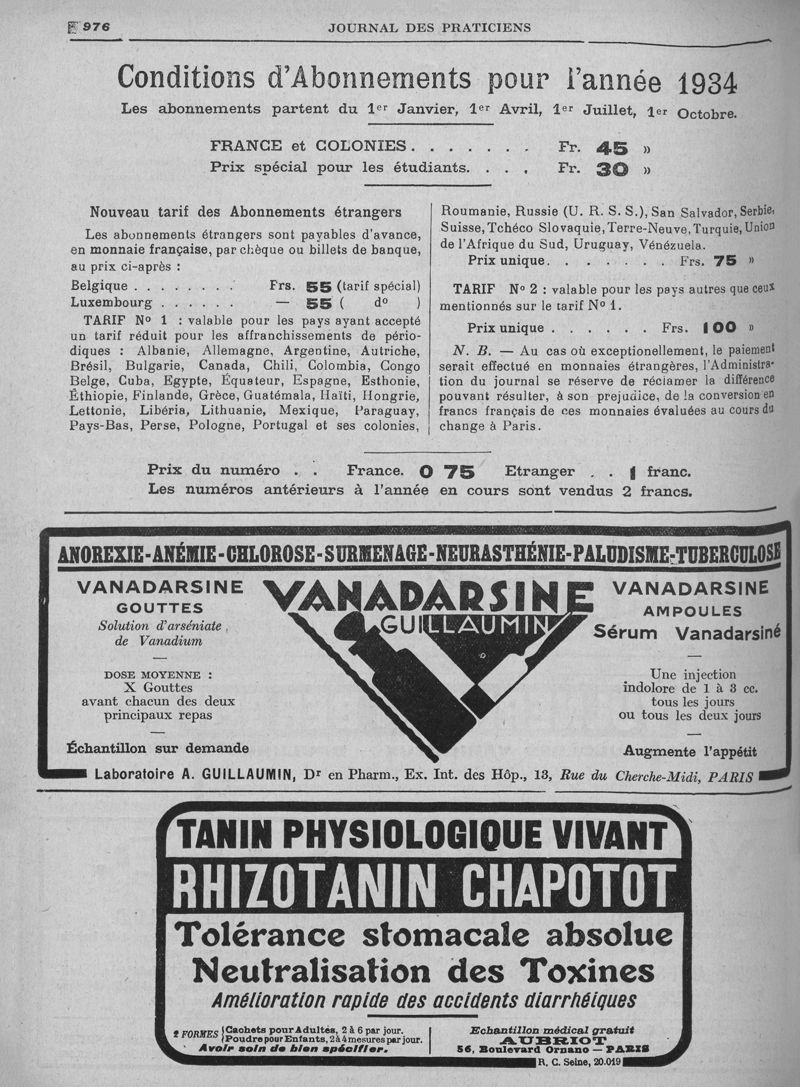 976
JOURNAL DES PRATICIENS
Conditions d'Abonnements pour l'année 1934
Les abonnements partent du 1er Janvier, 1er Avril, 1er Juillet, 1er Octobre.
FRANCE et COLONIES. . . . . . . Fr. 45 »
Prix spécial pour les étudiants. . . . Fr. 30 »
Nouveau tarif des Abonnements étrangers
Les abonnements étrangers sont payables d'avance,
en monnaie française, par chèque ou billets de banque,
au prix ci-après :
Belgique . . . . . . . . Frs. 55 (tarif spécial)
Luxembourg . . . . . . — 55 ( do )
TARIF No 1 : valable pour les pays ayant accepté
un tarif réduit pour les affranchissements de pério-
diques : Albanie, Allemagne, Argentine, Autriche,
Brésil, Bulgarie, Canada, Chili, Colombia, Congo
Belge, Cuba, Egypte, Équateur, Espagne, Esthonie,
Éthiopie, Finlande, Grèce, Guatémala, Haïti, Hongrie,
Lettonie, Libéria, Lithuanie, Mexique, Paraguay,
Pays-Bas, Perse, Pologne, Portugal et ses colonies,
Roumanie, Russie (U. R. S. S.), San Salvador, Serbie,
Suisse, Tchéco Slovaquie, Terre-Neuve, Turquie, Union
de l'Afrique du Sud, Uruguay, Vénézuela.
Prix unique. . . . . . . Frs. 75 »
TARIF No 2 : valable pour les pays autres que ceux
mentionnés sur le tarif No 1.
Prix unique . . . . . . Frs. 100 »
N. B. — Au cas où exceptionellement, le paiement
serait effectué en monnaies étrangères, l'Administra-
tion du journal se réserve de réclamer la différence
pouvant résulter, à son prejudice, de la conversion en
francs français de ces monnaies évaluées au cours du
change à Paris.
Prix du numéro . . France. 0 75 Etranger . . 1 franc.
Les numéros antérieurs à l'année en cours sont vendus 2 francs.
ANOREXIE-ANÉMIE-CHLOROSE-SURMENAGE-NEURASTHÉNIE-PALUDISME-TUBERCULOSE
VANADARSINE
GOUTTES
Solution d'arséniate
de Vanadium
DOSE MOYENNE :
X Gouttes
avant chacun des deux
principaux repas
Échantillon sur demande
VANADARSINE
GUILLAUMIN
VANADARSINE
AMPOULES
Sérum Vanadarsiné
Une injection
indolore de 1 à 3 cc.
tous les jours
ou tous les deux jours
Augmente l'appétit
Laboratoire A. GUILLAUMIN, Dr en Pharm., Ex. Int. des Hôp., 13, Rue du Cherche-Midi, PARIS
TANIN PHYSIOLOGIQUE VIVANT
RHIZOTANIN CHAPOTOT
Tolérance stomacale absolue
Neutralisation des Toxines
Amélioration rapide des accidents diarrhéiques
2 FORMES
Cachets pour Adultes, 2 à 6 par jour.
Poudre pour Enfants, 2 à 4 mesures par jour.
Avoir soin de bien spécifier.
Echantillon médical gratuit
AUBRIOT
56, Boulevard Ornano — PARIS
R. C. Seine, 20.019